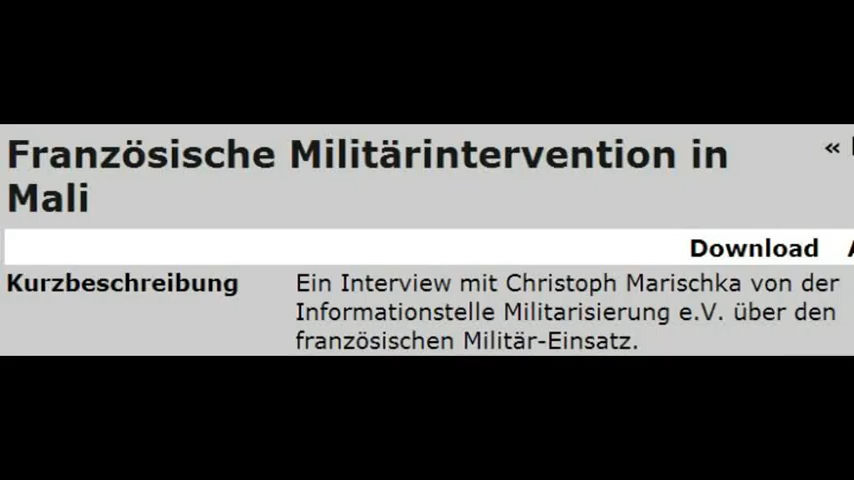 Französische Militärintervention in
Mali
«
Download
Kurzbeschreibung
Ein Interview mit Christoph Marischka von der
Informationstelle Militarisierung e.V. über den
französischen Militär-Einsatz.